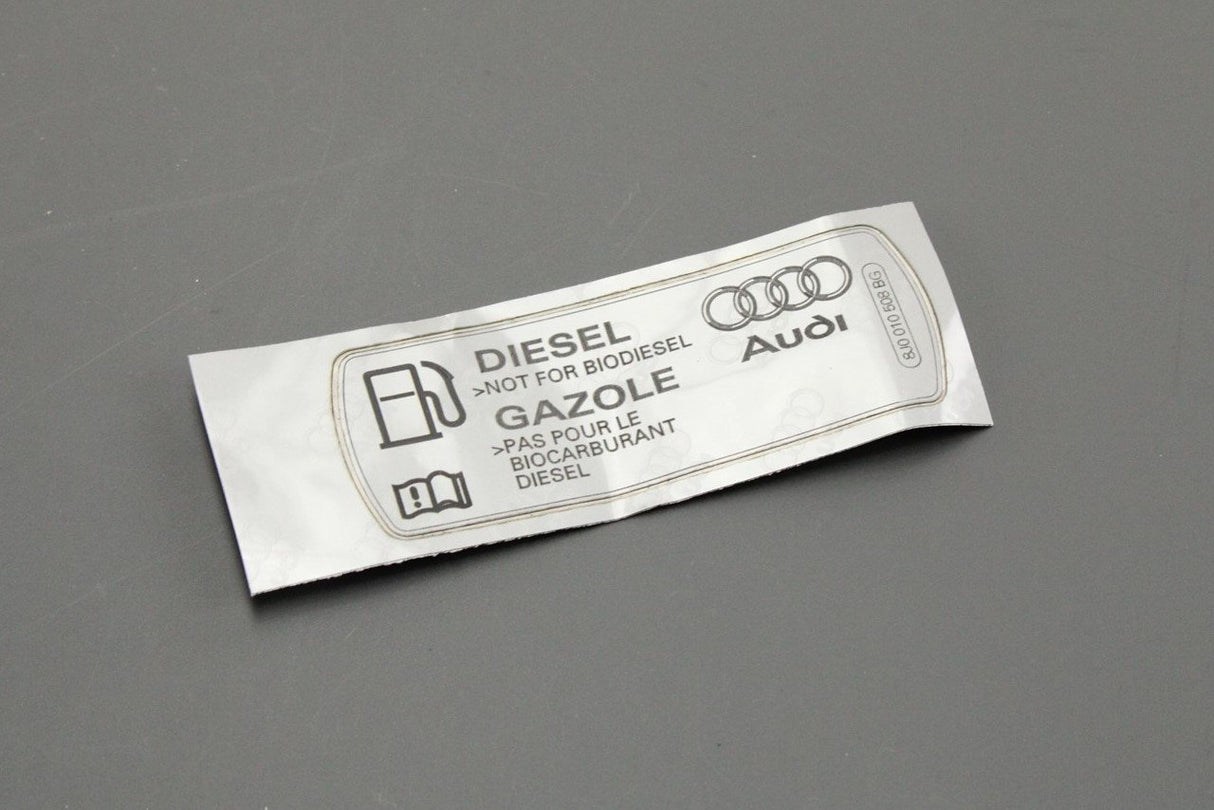 DIESEL
>NOT FOR BIODIESEL
GAZOLE
>PAS POUR LE
BIOCARBURANT
DIESEL
Audi
8J0 010 508 BG